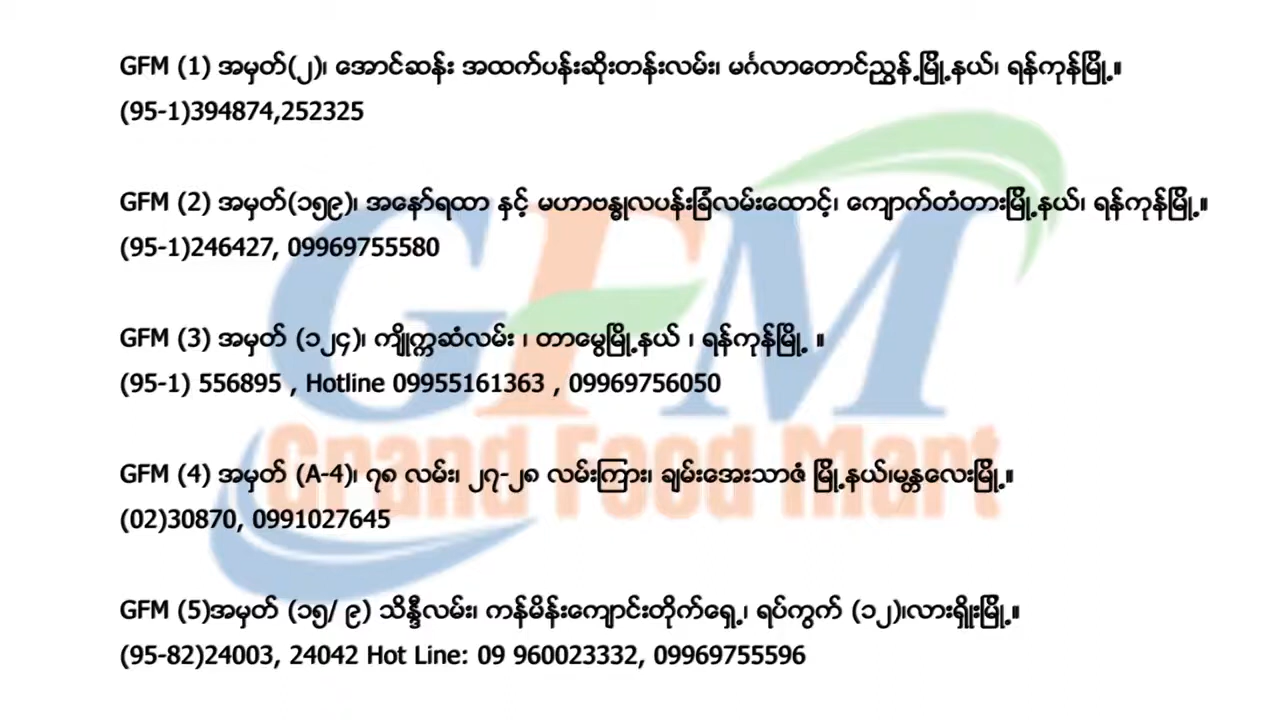 GFM (1) အမှတ်(၂)၊ အောင်ဆန်း အထက်ပန်းဆိုးတန်းလမ်း၊ မင်္ဂလာတောင်ညွှန့်မြို့နယ်၊ ရန်ကုန်မြို့။
(95-1)394874,252325
GFM (2) အမှတ်(၁၅၉)၊ အနော်ရထာ နှင့် မဟာဗန္ဓုလပန်းခြံလမ်းထောင့်၊ ကျောက်တံတားမြို့နယ်၊ ရန်ကုန်မြို့။
(95-1)246427, 09969755580
GFM (3) အမှတ် (၁၂၄)၊ ကျိုက္ကဆံလမ်း ၊ တာမွေမြို့နယ် ၊ ရန်ကုန်မြို့ ။
(95-1) 556895 , Hotline 09955161363 , 09969756050
GFM (4) အမှတ် (A-4)၊ ၇၈ လမ်း၊ ၂၇-၂၈ လမ်းကြား၊ ချမ်းအေးသာဇံ မြို့နယ်၊မန္တလေးမြို့။
(02)30870, 0991027645
GFM (5)အမှတ် (၁၅/ ၉) သိန္ဒီလမ်း၊ ကန်မိန်းကျောင်းတိုက်ရှေ့၊ ရပ်ကွက် (၁၂)၊လားရှိုးမြို့။
(95-82)24003, 24042 Hot Line: 09 960023332, 09969755596
GFM
Grand Food Mart